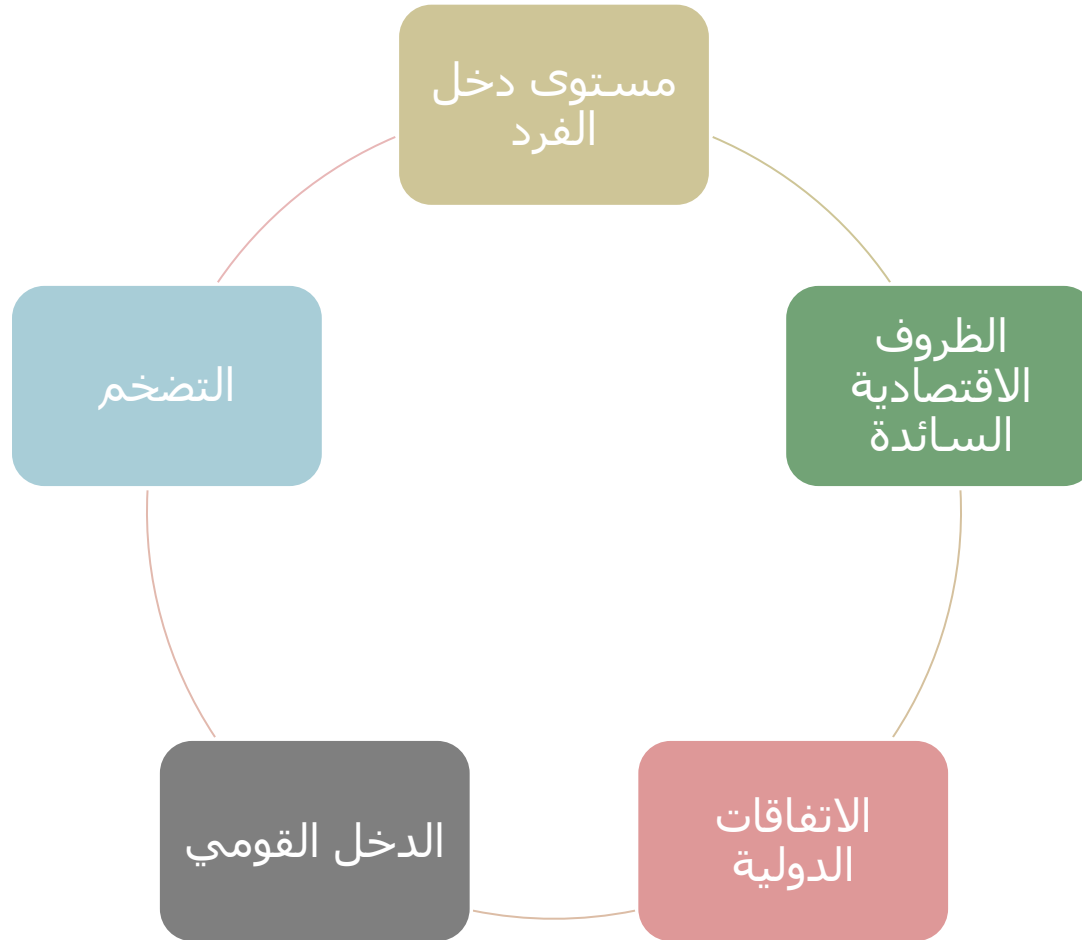 مستوى دخل
الفرد
الظروف
الاقتصادية
السائدة
الاتفاقات
الدولية
الدخل القومي
التضخم